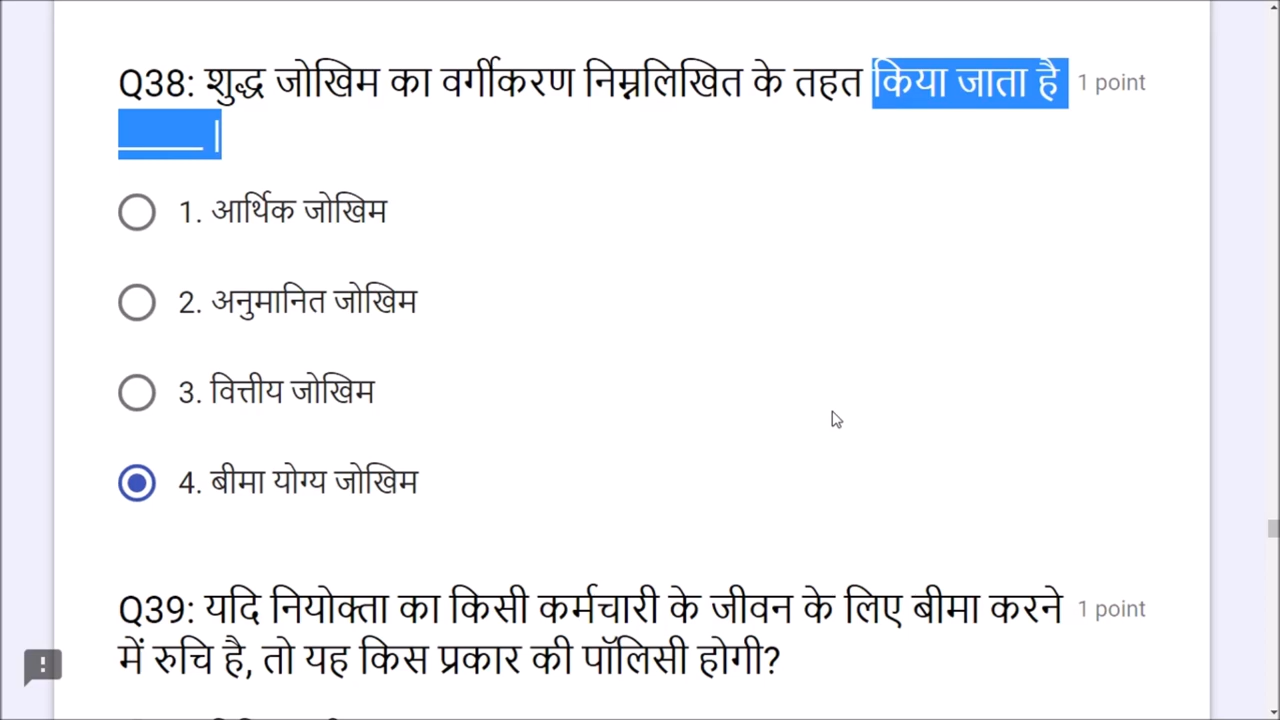 Q38: शुद्ध जोखिम का वर्गीकरण निम्नलिखित के तहत किया जाता है 1 point
______ |
1. आर्थिक जोखिम
2. अनुमानित जोखिम
3. वित्तीय जोखिम
4. बीमा योग्य जोखिम
Q39: यदि नियोक्ता का किसी कर्मचारी के जीवन के लिए बीमा करने 1 point
में रुचि है, तो यह किस प्रकार की पॉलिसी होगी?